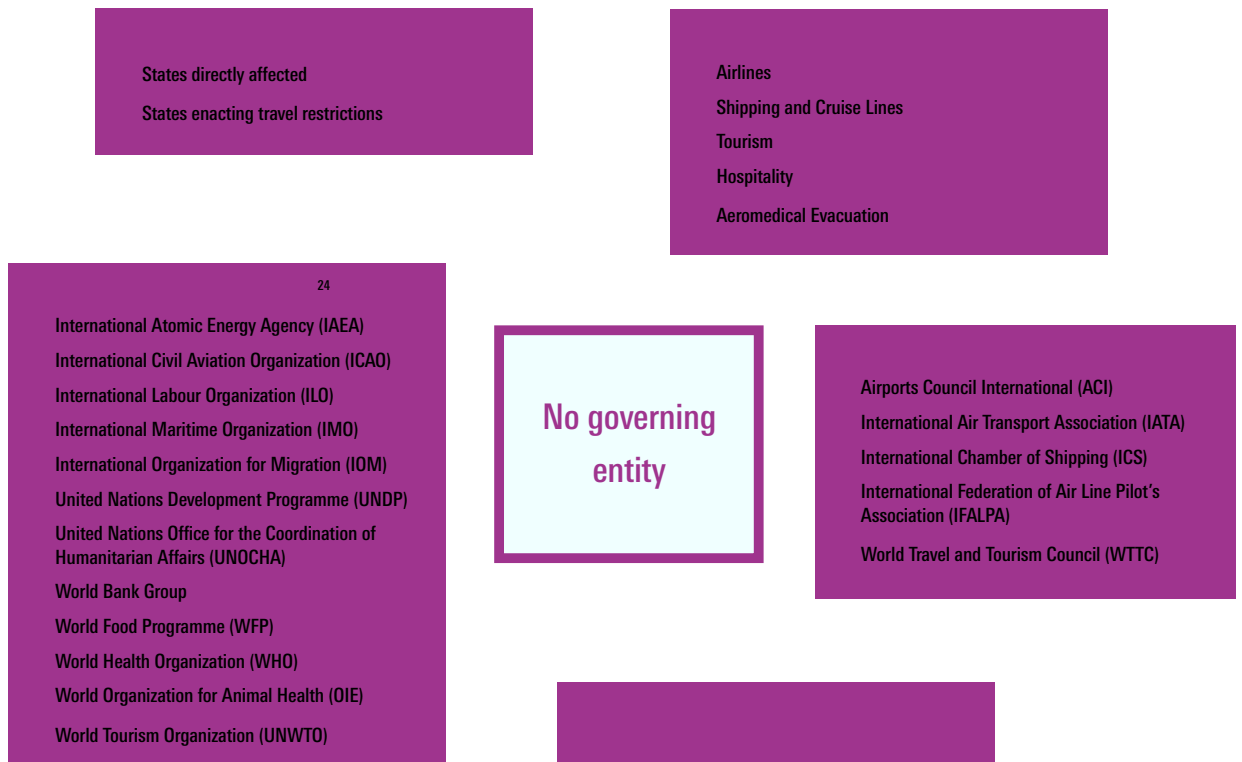 States directly affected
States enacting travel restrictions
Airlines
Shipping and Cruise Lines
Tourism
Hospitality
Aeromedical Evacuation
24
International Atomic Energy Agency (IAEA)
International Civil Aviation Organization (ICAO)
International Labour Organization (ILO)
International Maritime Organization (IMO)
International Organization for Migration (IOM)
United Nations Development Programme (UNDP)
United Nations Office for the Coordination of
Humanitarian Affairs (UNOCHA)
World Bank Group
World Food Programme (WFP)
World Health Organization (WHO)
World Organization for Animal Health (OIE)
World Tourism Organization (UNWTO)
No governing
entity
Airports Council International (ACI)
International Air Transport Association (IATA)
International Chamber of Shipping (ICS)
International Federation of Air Line Pilot's
Association (IFALPA)
World Travel and Tourism Council (WTTC)